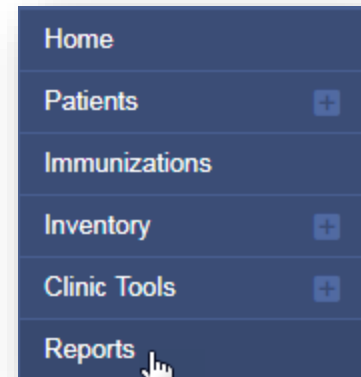 Home
Patients
Immunizations
Inventory
Clinic Tools
Reports